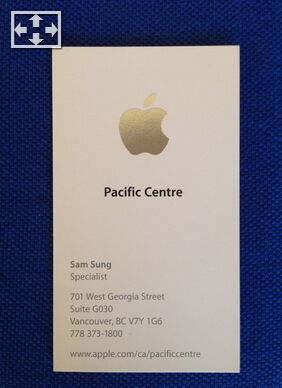 Pacific Centre
Sam Sung
Specialist
701 West Georgia Street
Suite G030
Vancouver, BC V7Y 1G6
778 373-1800
www.apple.com/ca/pacificcentre